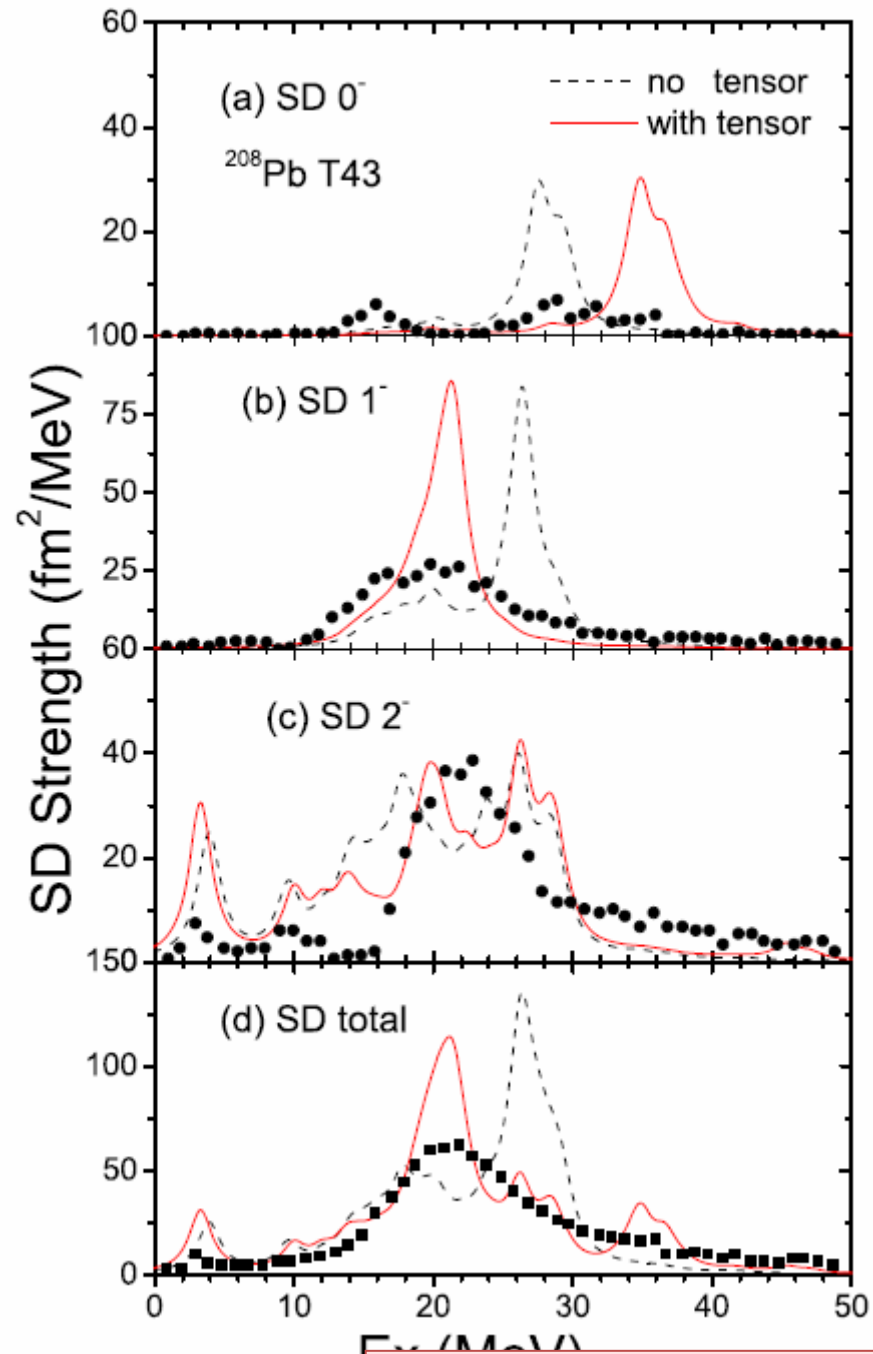 60
(a) SD 0⁻
no tensor
with tensor
²⁰⁸Pb T43
40
20
100
(b) SD 1⁻
75
50
25
60
(c) SD 2⁻
40
20
150
(d) SD total
100
50
0
0 10 20 30 40 50
SD Strength (fm²/MeV)
Ex (MeV)